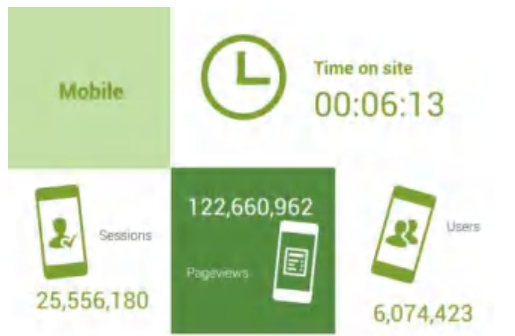 Mobile
Time on site
00:06:13
Sessions
25,556,180
122,660,962
Pageviews
Users
6,074,423